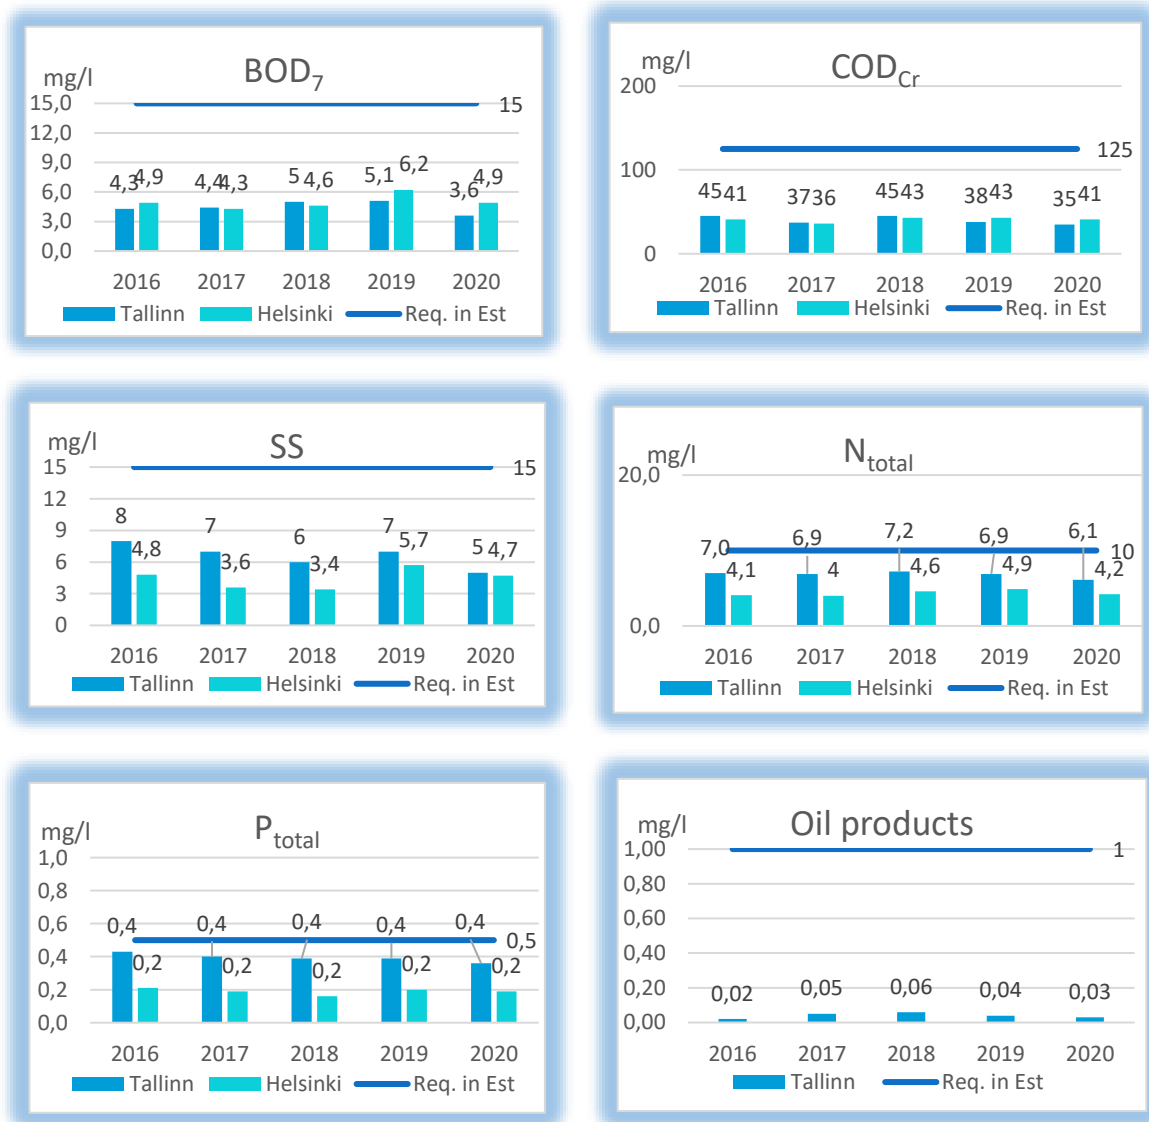 BOD7
mg/l
15,0
12,0
9,0
6,0
3,0
0,0
15
4,3 4,9 4,4 4,3 5 4,6 5,1 6,2 3,6 4,9
2016 2017 2018 2019 2020
Tallinn Helsinki Req. in Est
CODCr
mg/l
200
100
0
125
45 41 37 36 45 43 38 43 35 41
2016 2017 2018 2019 2020
Tallinn Helsinki Req. in Est
SS
mg/l
15
12
9
6
3
0
15
8 4,8 7 3,6 6 3,4 7 5,7 5 4,7
2016 2017 2018 2019 2020
Tallinn Helsinki Req. in Est
Ntotal
mg/l
20,0
0,0
10
7,0 4,1 6,9 4 7,2 4,6 6,9 4,9 6,1 4,2
2016 2017 2018 2019 2020
Tallinn Helsinki Req. in Est
Ptotal
mg/l
1,0
0,8
0,6
0,4
0,2
0,0
0,5
0,4 0,2 0,4 0,2 0,4 0,2 0,4 0,2 0,4 0,2
2016 2017 2018 2019 2020
Tallinn Helsinki Req. in Est
Oil products
mg/l
1,00
0,80
0,60
0,40
0,20
0,00
1
0,02 0,05 0,06 0,04 0,03
2016 2017 2018 2019 2020
Tallinn Req. in Est